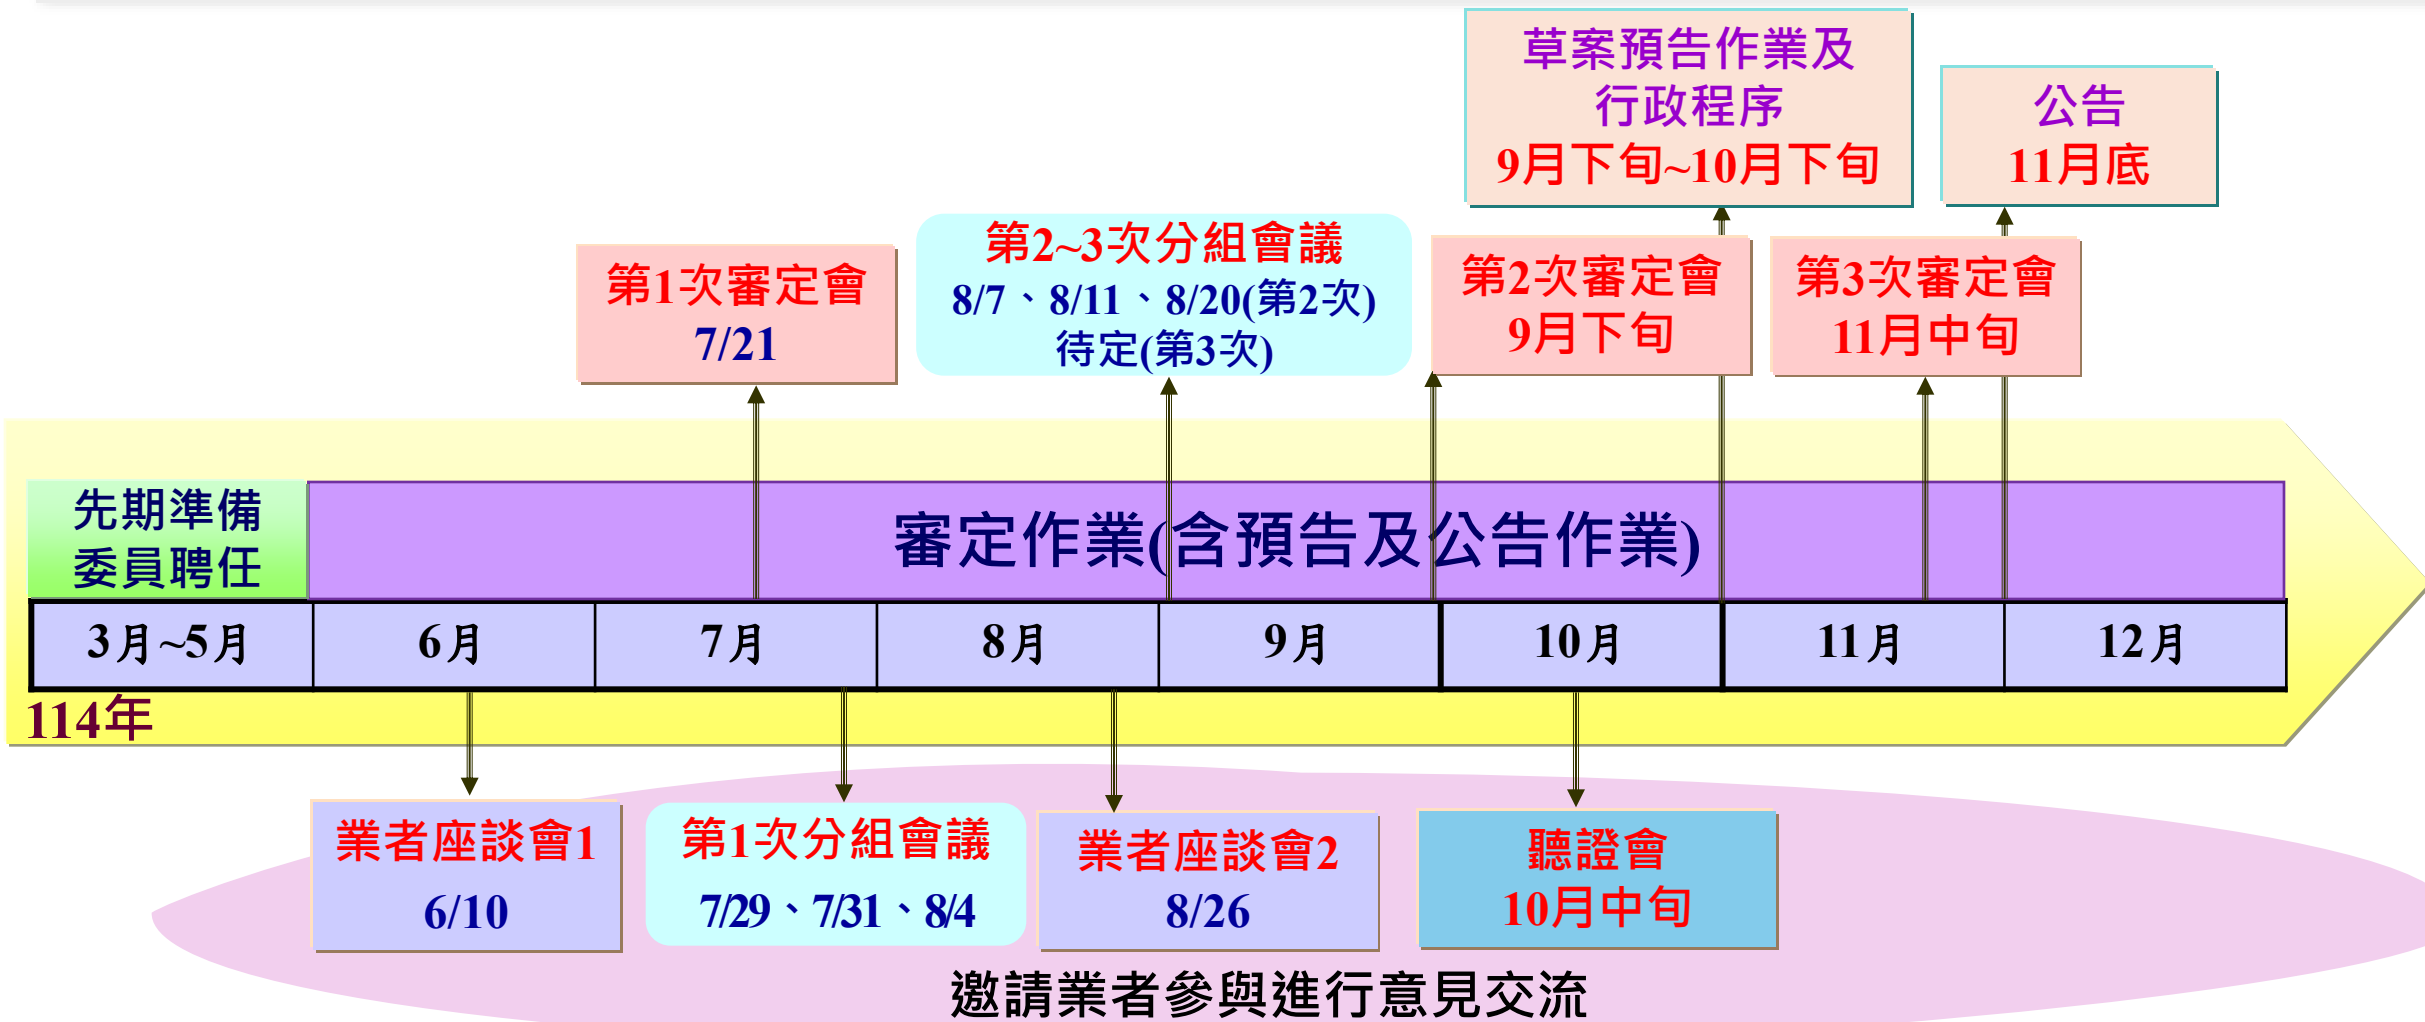 草案預告作業及
行政程序
9月下旬~10月下旬
公告
11月底
第1次審定會
7/21
第2~3次分組會議
8/7、8/11、8/20(第2次)
待定(第3次)
第2次審定會
9月下旬
第3次審定會
11月中旬
先期準備
委員聘任
審定作業(含預告及公告作業)
3月~5月 6月 7月 8月 9月 10月 11月 12月
114年
業者座談會1
6/10
第1次分組會議
7/29、7/31、8/4
業者座談會2
8/26
聽證會
10月中旬
邀請業者參與進行意見交流